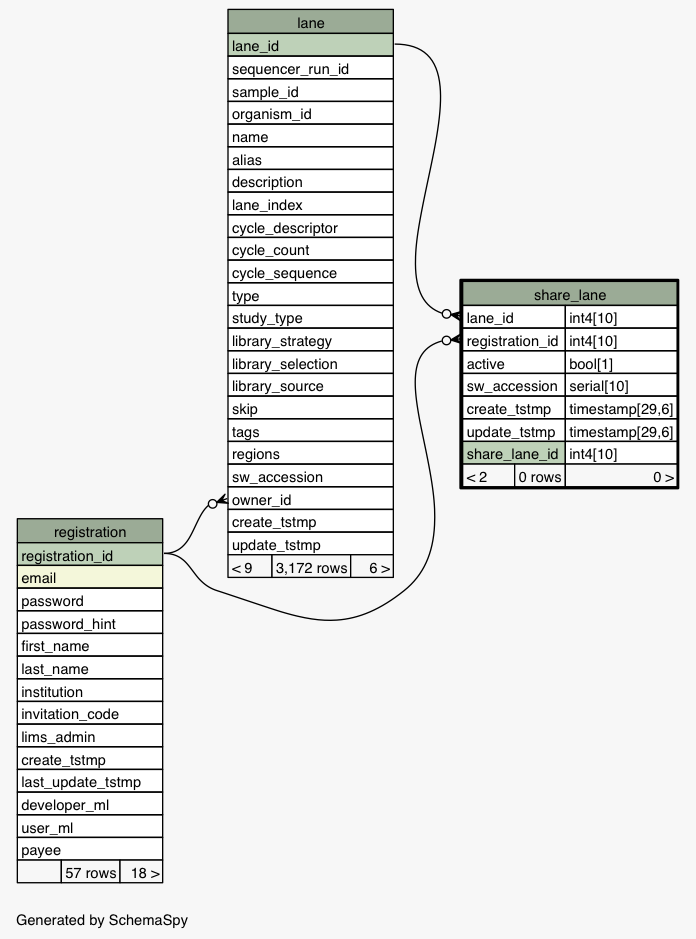 lane
lane_id
sequencer_run_id
sample_id
organism_id
name
alias
description
lane_index
cycle_descriptor
cycle_count
cycle_sequence
type
study_type
library_strategy
library_selection
library_source
skip
tags
regions
sw_accession
owner_id
create_tstmp
update_tstmp
< 9 3,172 rows 6 >
share_lane
lane_id int4[10]
registration_id int4[10]
active bool[1]
sw_accession serial[10]
create_tstmp timestamp[29,6]
update_tstmp timestamp[29,6]
share_lane_id int4[10]
< 2 0 rows 0 >
registration
registration_id
email
password
password_hint
first_name
last_name
institution
invitation_code
lims_admin
create_tstmp
last_update_tstmp
developer_ml
user_ml
payee
57 rows 18 >
Generated by SchemaSpy